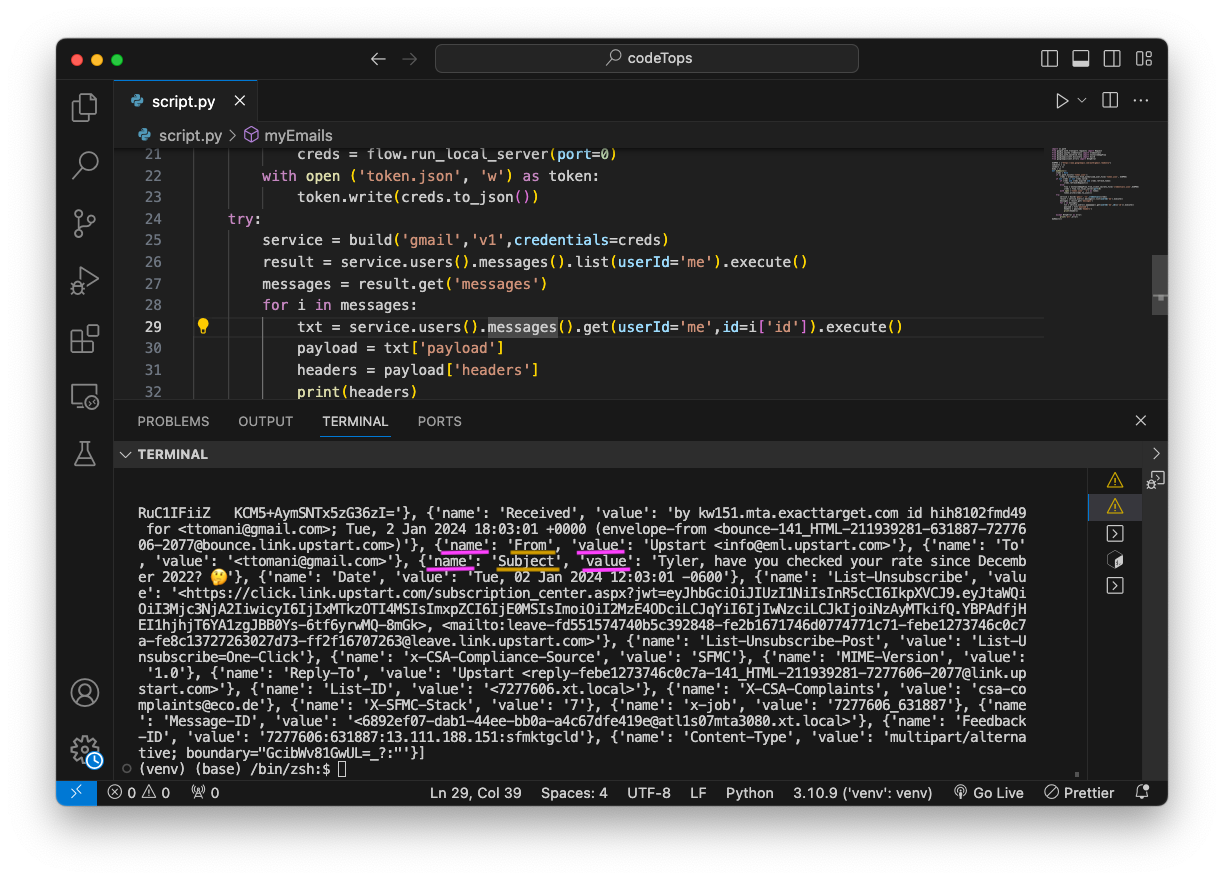 codeTops
script.py
script.py > myEmails
21 creds = flow.run_local_server(port=0)
22 with open ('token.json', 'w') as token:
23 token.write(creds.to_json())
24 try:
25 service = build('gmail','v1',credentials=creds)
26 result = service.users().messages().list(userId='me').execute()
27 messages = result.get('messages')
28 for i in messages:
29 txt = service.users().messages().get(userId='me',id=i['id']).execute()
30 payload = txt['payload']
31 headers = payload['headers']
32 print(headers)
PROBLEMS OUTPUT TERMINAL PORTS
TERMINAL
RuC1IFiiZ KCM5+AymSNTx5zG36zI='}, {'name': 'Received', 'value': 'by kw151.mta.exacttarget.com id hih8102fmd49
for <ttomani@gmail.com>; Tue, 2 Jan 2024 18:03:01 +0000 (envelope-from <bounce-141_HTML-211939281-631887-72776
06-2077@bounce.link.upstart.com>)'}, {'name': 'From', 'value': 'Upstart <info@eml.upstart.com>'}, {'name': 'To'
, 'value': '<ttomani@gmail.com>'}, {'name': 'Subject', 'value': 'Tyler, have you checked your rate since Decemb
er 2022? 🤔'}, {'name': 'Date', 'value': 'Tue, 02 Jan 2024 12:03:01 -0600'}, {'name': 'List-Unsubscribe', 'valu
e': '<https://click.link.upstart.com/subscription_center.aspx?jwt=eyJhbGciOiJIUzI1NiIsInR5cCI6IkpXVCJ9.eyJtaWQi
OiI3Mjc3NjA2IiwicyI6IjIxMTkzOTI4MSIsImxpZCI6IjE0MSIsImoiOiI2MzE4ODciLCJqYiI6IjIwNzciLCJkIjoiNzAyMTkifQ.YBPAdfjH
EI1hjhjT6YA1zgJBB0Ys-6tf6yrwMQ-8mGk>, <mailto:leave-fd551574740b5c392848-fe2b1671746d0774771c71-febe1273746c0c7
a-fe8c13727263027d73-ff2f16707263@leave.link.upstart.com>'}, {'name': 'List-Unsubscribe-Post', 'value': 'List-U
nsubscribe=One-Click'}, {'name': 'x-CSA-Compliance-Source', 'value': 'SFMC'}, {'name': 'MIME-Version', 'value':
'1.0'}, {'name': 'Reply-To', 'value': 'Upstart <reply-febe1273746c0c7a-141_HTML-211939281-7277606-2077@link.up
start.com>'}, {'name': 'List-ID', 'value': '<7277606.xt.local>'}, {'name': 'X-CSA-Complaints', 'value': 'csa-co
mplaints@eco.de'}, {'name': 'X-SFMC-Stack', 'value': '7'}, {'name': 'x-job', 'value': '7277606_631887'}, {'name
': 'Message-ID', 'value': '<6892ef07-dab1-44ee-bb0a-a4c67dfe419e@atl1s07mta3080.xt.local>'}, {'name': 'Feedback
-ID', 'value': '7277606:631887:13.111.188.151:sfmktgcld'}, {'name': 'Content-Type', 'value': 'multipart/alterna
tive; boundary="GcibWv81GwUL=_?:"'}]
(venv) (base) /bin/zsh:$
0 0 0 Ln 29, Col 39 Spaces: 4 UTF-8 LF Python 3.10.9 ('venv': venv) Go Live Prettier